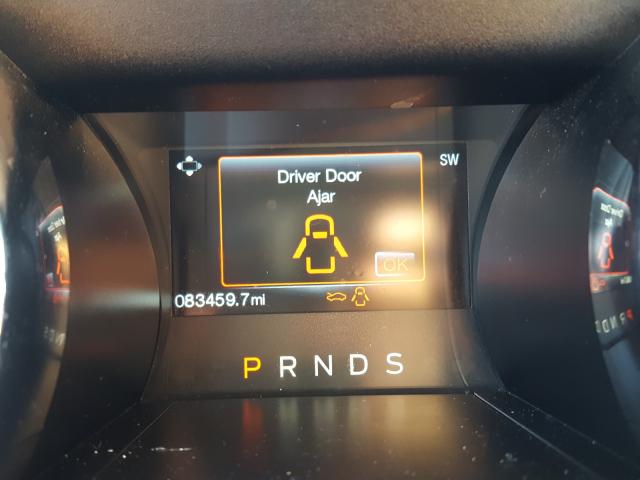 SW
Driver Door
Ajar
OK
083459.7mi
P R N D S